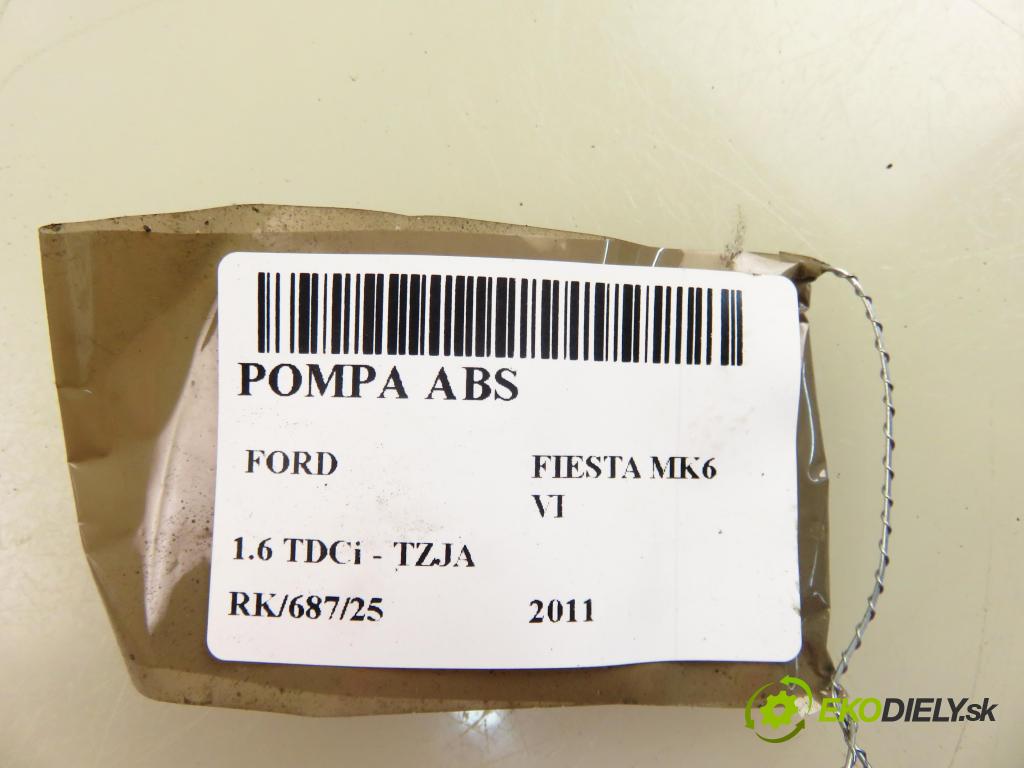 POMPA ABS
FORD
FIESTA MK6
VI
1.6 TDCi - TZJA
RK/687/25
2011
EKODIELY.sk